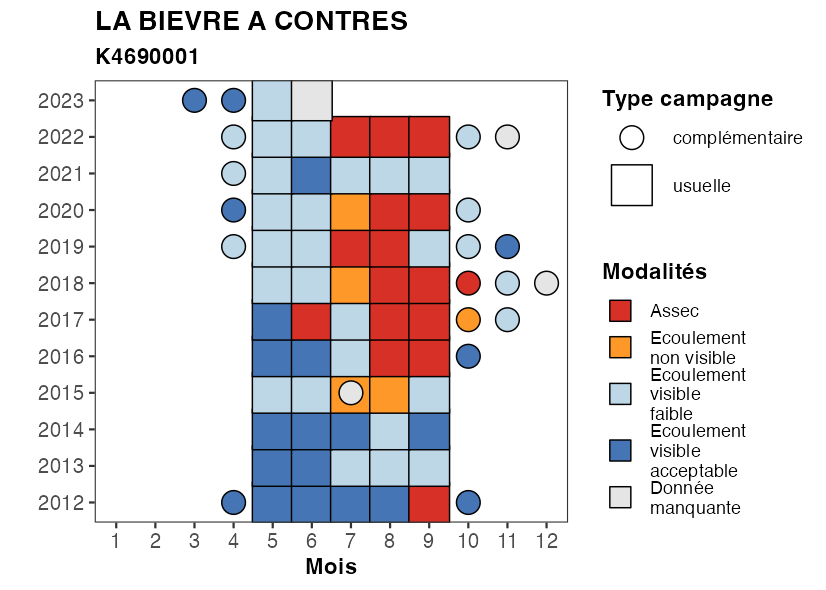 LA BIEVRE A CONTRES
K4690001
2023
2022
2021
2020
2019
2018
2017
2016
2015
2014
2013
2012
1 2 3 4 5 6 7 8 9 10 11 12
Mois
Type campagne
complémentaire
usuelle
Modalités
Assec
Ecoulement
non visible
Ecoulement
visible
faible
Ecoulement
visible
acceptable
Donnée
manquante